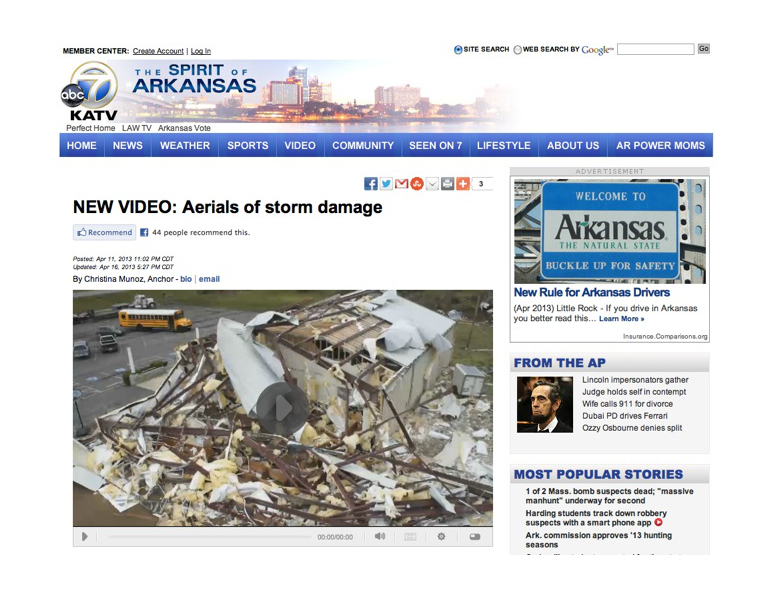 MEMBER CENTER: Create Account | Log In
SITE SEARCH WEB SEARCH BY Google™ Go
abc 7 KATV
THE SPIRIT OF
ARKANSAS
Perfect Home LAW TV Arkansas Vote
HOME NEWS WEATHER SPORTS VIDEO COMMUNITY SEEN ON 7 LIFESTYLE ABOUT US AR POWER MOMS
3
NEW VIDEO: Aerials of storm damage
Recommend 44 people recommend this.
Posted: Apr 11, 2013 11:02 PM CDT
Updated: Apr 16, 2013 5:27 PM CDT
By Christina Munoz, Anchor - bio | email
00:00/00:00
ADVERTISEMENT
WELCOME TO
Arkansas
THE NATURAL STATE
BUCKLE UP FOR SAFETY
New Rule for Arkansas Drivers
(Apr 2013) Little Rock - If you drive in Arkansas
you better read this... Learn More »
Insurance.Comparisons.org
FROM THE AP
Lincoln impersonators gather
Judge holds self in contempt
Wife calls 911 for divorce
Dubai PD drives Ferrari
Ozzy Osbourne denies split
MOST POPULAR STORIES
1 of 2 Mass. bomb suspects dead; "massive
manhunt" underway for second
Harding students track down robbery
suspects with a smart phone app
Ark. commission approves '13 hunting
seasons